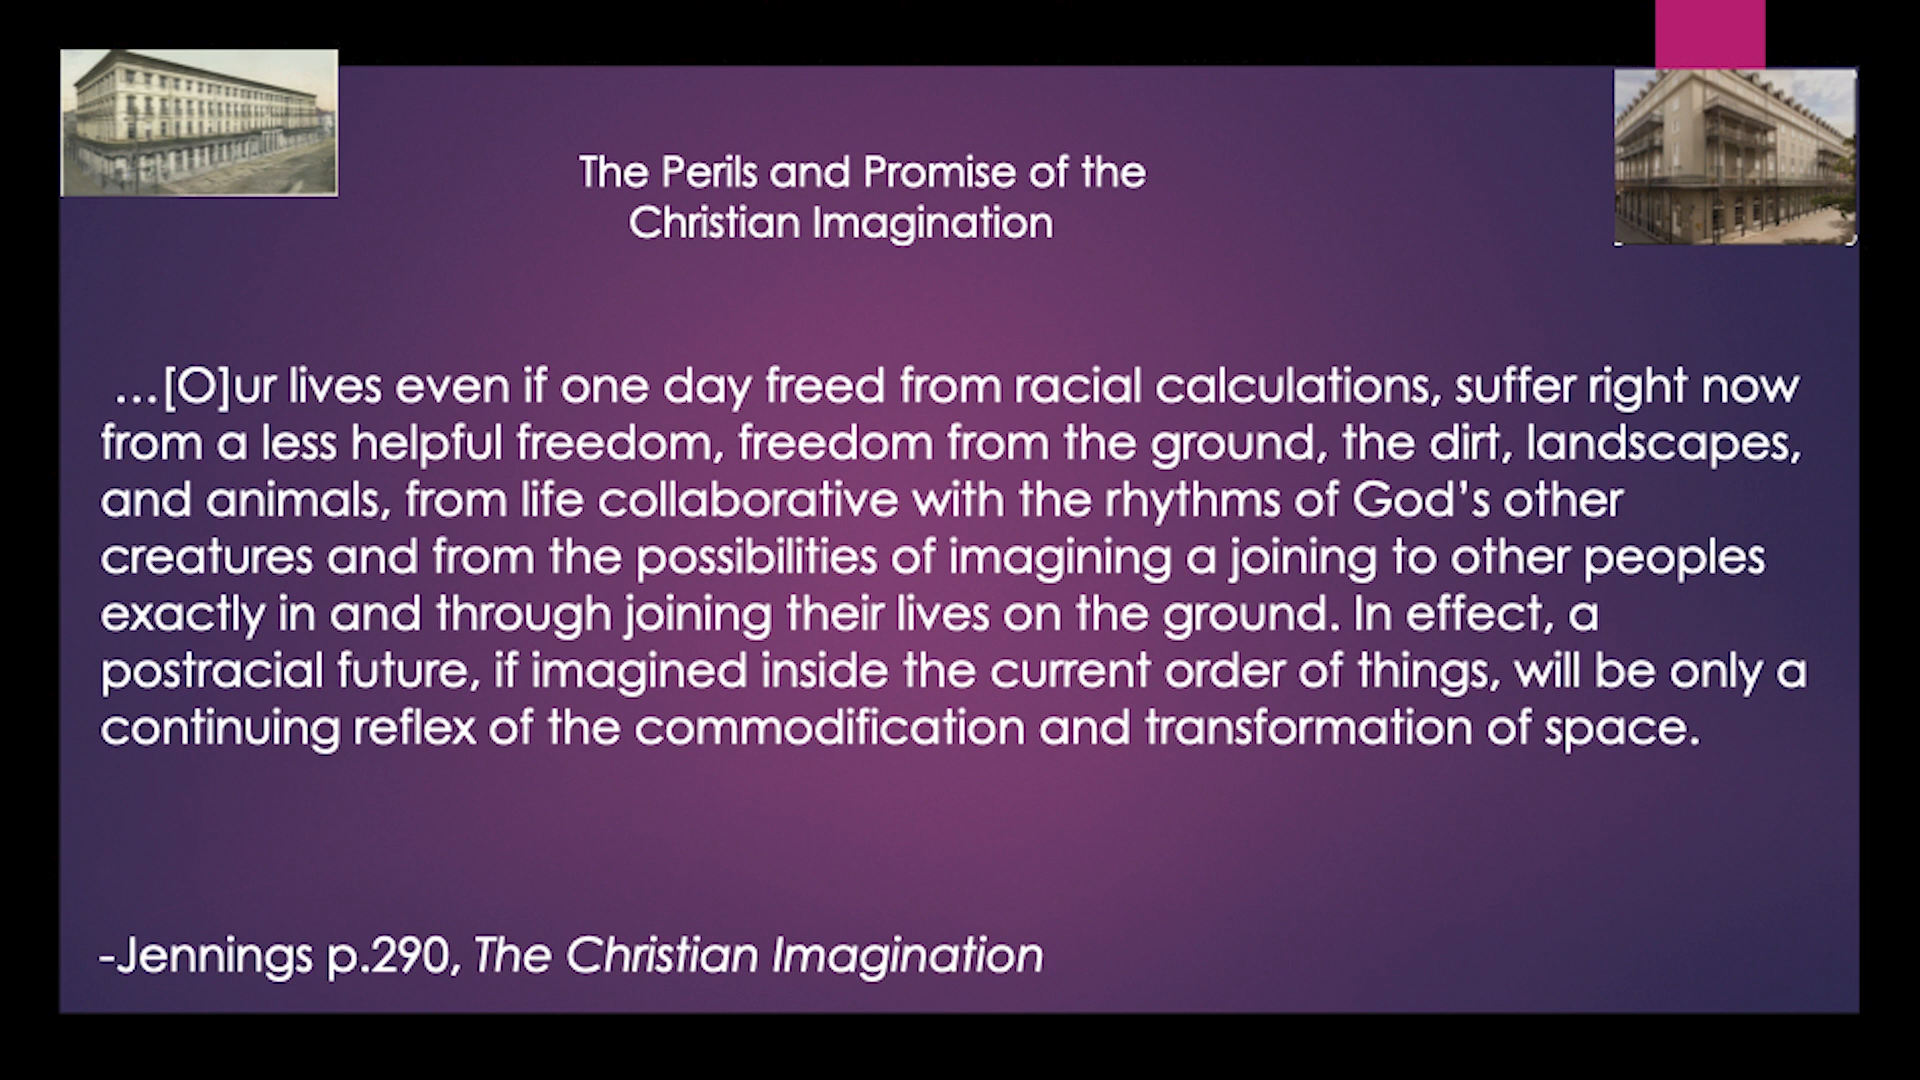 The Perils and Promise of the
Christian Imagination
…[O]ur lives even if one day freed from racial calculations, suffer right now
from a less helpful freedom, freedom from the ground, the dirt, landscapes,
and animals, from life collaborative with the rhythms of God’s other
creatures and from the possibilities of imagining a joining to other peoples
exactly in and through joining their lives on the ground. In effect, a
postracial future, if imagined inside the current order of things, will be only a
continuing reflex of the commodification and transformation of space.
-Jennings p.290, The Christian Imagination